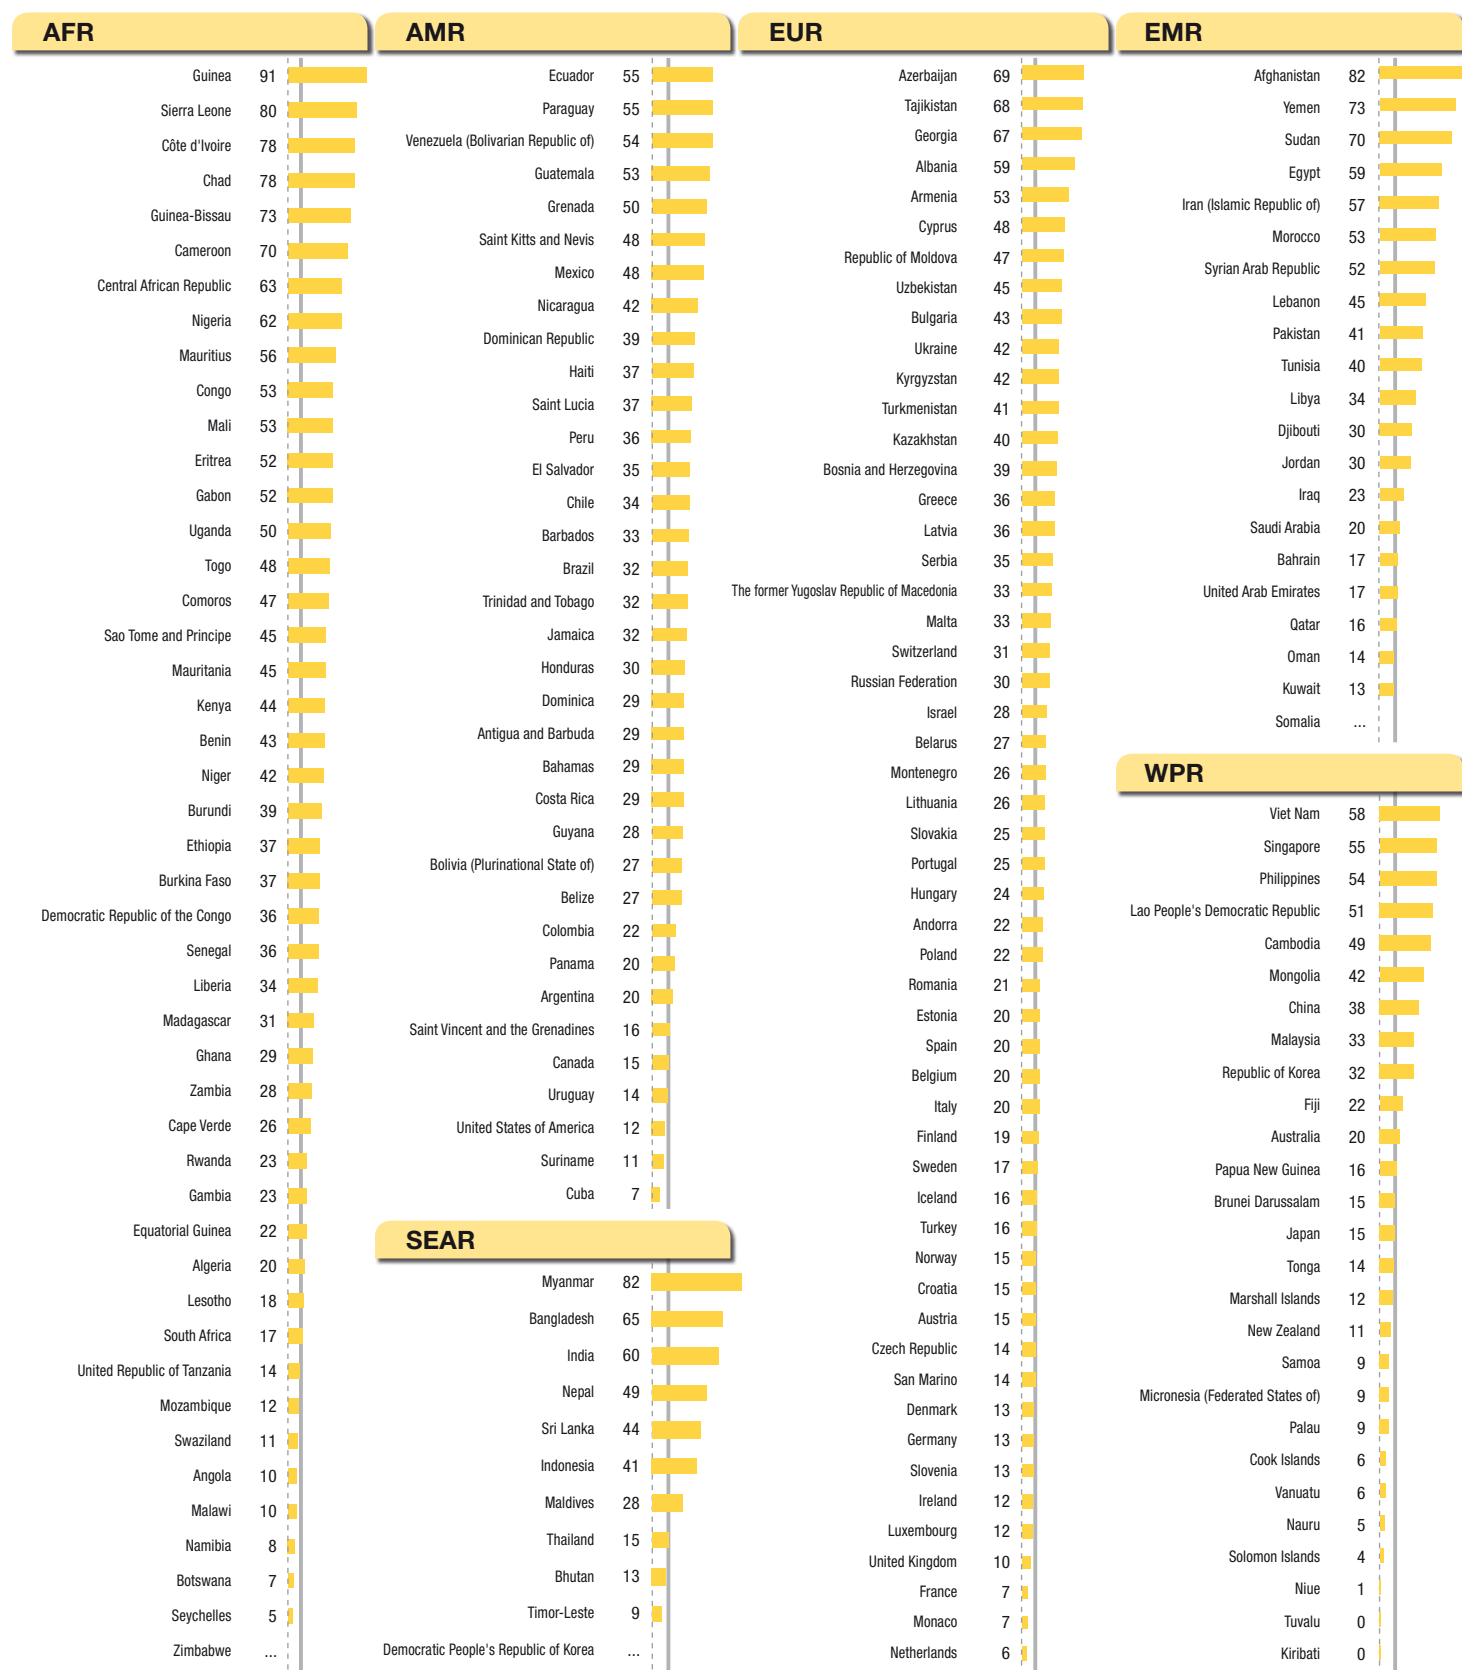 AFR
Guinea 91
Sierra Leone 80
Côte d'Ivoire 78
Chad 78
Guinea-Bissau 73
Cameroon 70
Central African Republic 63
Nigeria 62
Mauritius 56
Congo 53
Mali 53
Eritrea 52
Gabon 52
Uganda 50
Togo 48
Comoros 47
Sao Tome and Principe 45
Mauritania 45
Kenya 44
Benin 43
Niger 42
Burundi 39
Ethiopia 37
Burkina Faso 37
Democratic Republic of the Congo 36
Senegal 36
Liberia 34
Madagascar 31
Ghana 29
Zambia 28
Cape Verde 26
Rwanda 23
Gambia 23
Equatorial Guinea 22
Algeria 20
Lesotho 18
South Africa 17
United Republic of Tanzania 14
Mozambique 12
Swaziland 11
Angola 10
Malawi 10
Namibia 8
Botswana 7
Seychelles 5
Zimbabwe ...
AMR
Ecuador 55
Paraguay 55
Venezuela (Bolivarian Republic of) 54
Guatemala 53
Grenada 50
Saint Kitts and Nevis 48
Mexico 48
Nicaragua 42
Dominican Republic 39
Haiti 37
Saint Lucia 37
Peru 36
El Salvador 35
Chile 34
Barbados 33
Brazil 32
Trinidad and Tobago 32
Jamaica 32
Honduras 30
Dominica 29
Antigua and Barbuda 29
Bahamas 29
Costa Rica 29
Guyana 28
Bolivia (Plurinational State of) 27
Belize 27
Colombia 22
Panama 20
Argentina 20
Saint Vincent and the Grenadines 16
Canada 15
Uruguay 14
United States of America 12
Suriname 11
Cuba 7
SEAR
Myanmar 82
Bangladesh 65
India 60
Nepal 49
Sri Lanka 44
Indonesia 41
Maldives 28
Thailand 15
Bhutan 13
Timor-Leste 9
Democratic People's Republic of Korea ...
EUR
Azerbaijan 69
Tajikistan 68
Georgia 67
Albania 59
Armenia 53
Cyprus 48
Republic of Moldova 47
Uzbekistan 45
Bulgaria 43
Ukraine 42
Kyrgyzstan 42
Turkmenistan 41
Kazakhstan 40
Bosnia and Herzegovina 39
Greece 36
Latvia 36
Serbia 35
The former Yugoslav Republic of Macedonia 33
Malta 33
Switzerland 31
Russian Federation 30
Israel 28
Belarus 27
Montenegro 26
Lithuania 26
Slovakia 25
Portugal 25
Hungary 24
Andorra 22
Poland 22
Romania 21
Estonia 20
Spain 20
Belgium 20
Italy 20
Finland 19
Sweden 17
Iceland 16
Turkey 16
Norway 15
Croatia 15
Austria 15
Czech Republic 14
San Marino 14
Denmark 13
Germany 13
Slovenia 13
Ireland 12
Luxembourg 12
United Kingdom 10
France 7
Monaco 7
Netherlands 6
EMR
Afghanistan 82
Yemen 73
Sudan 70
Egypt 59
Iran (Islamic Republic of) 57
Morocco 53
Syrian Arab Republic 52
Lebanon 45
Pakistan 41
Tunisia 40
Libya 34
Djibouti 30
Jordan 30
Iraq 23
Saudi Arabia 20
Bahrain 17
United Arab Emirates 17
Qatar 16
Oman 14
Kuwait 13
Somalia ...
WPR
Viet Nam 58
Singapore 55
Philippines 54
Lao People's Democratic Republic 51
Cambodia 49
Mongolia 42
China 38
Malaysia 33
Republic of Korea 32
Fiji 22
Australia 20
Papua New Guinea 16
Brunei Darussalam 15
Japan 15
Tonga 14
Marshall Islands 12
New Zealand 11
Samoa 9
Micronesia (Federated States of) 9
Palau 9
Cook Islands 6
Vanuatu 6
Nauru 5
Solomon Islands 4
Niue 1
Tuvalu 0
Kiribati 0